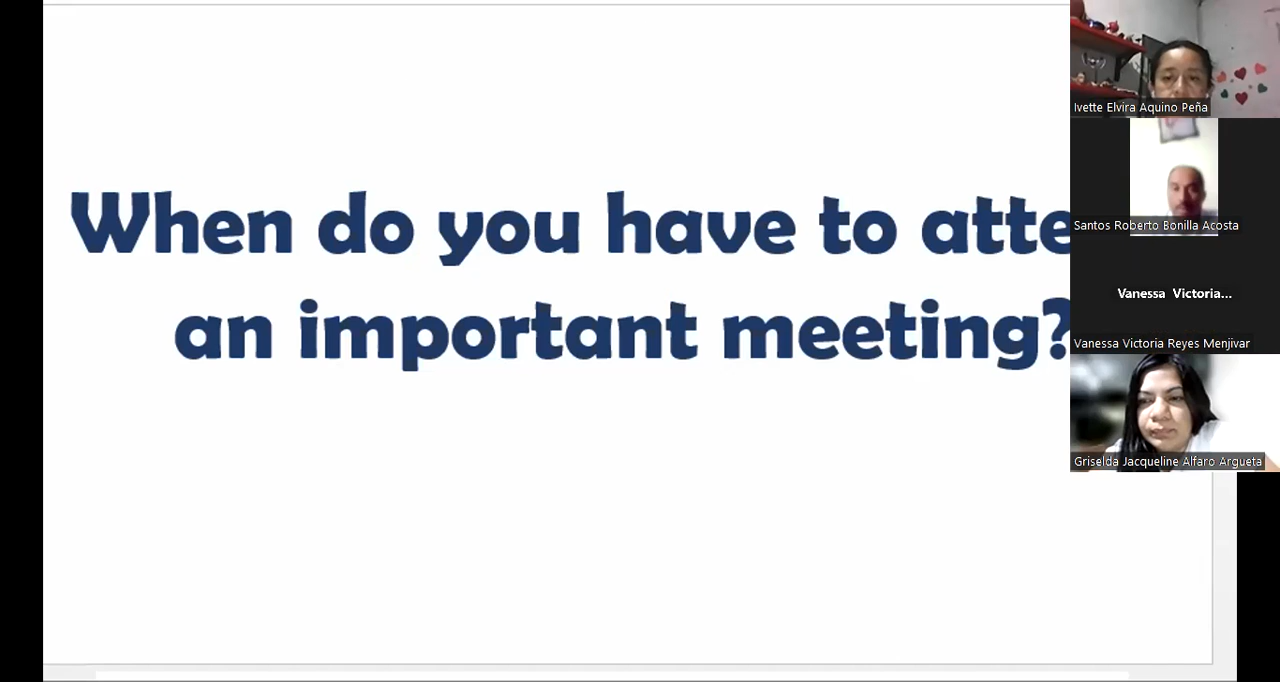 When do you have to atte
an important meeting?
Ivette Elvira Aquino Peña
Santos Roberto Bonilla Acosta
Vanessa Victoria...
Vanessa Victoria Reyes Menjivar
Griselda Jacqueline Alfaro Argueta